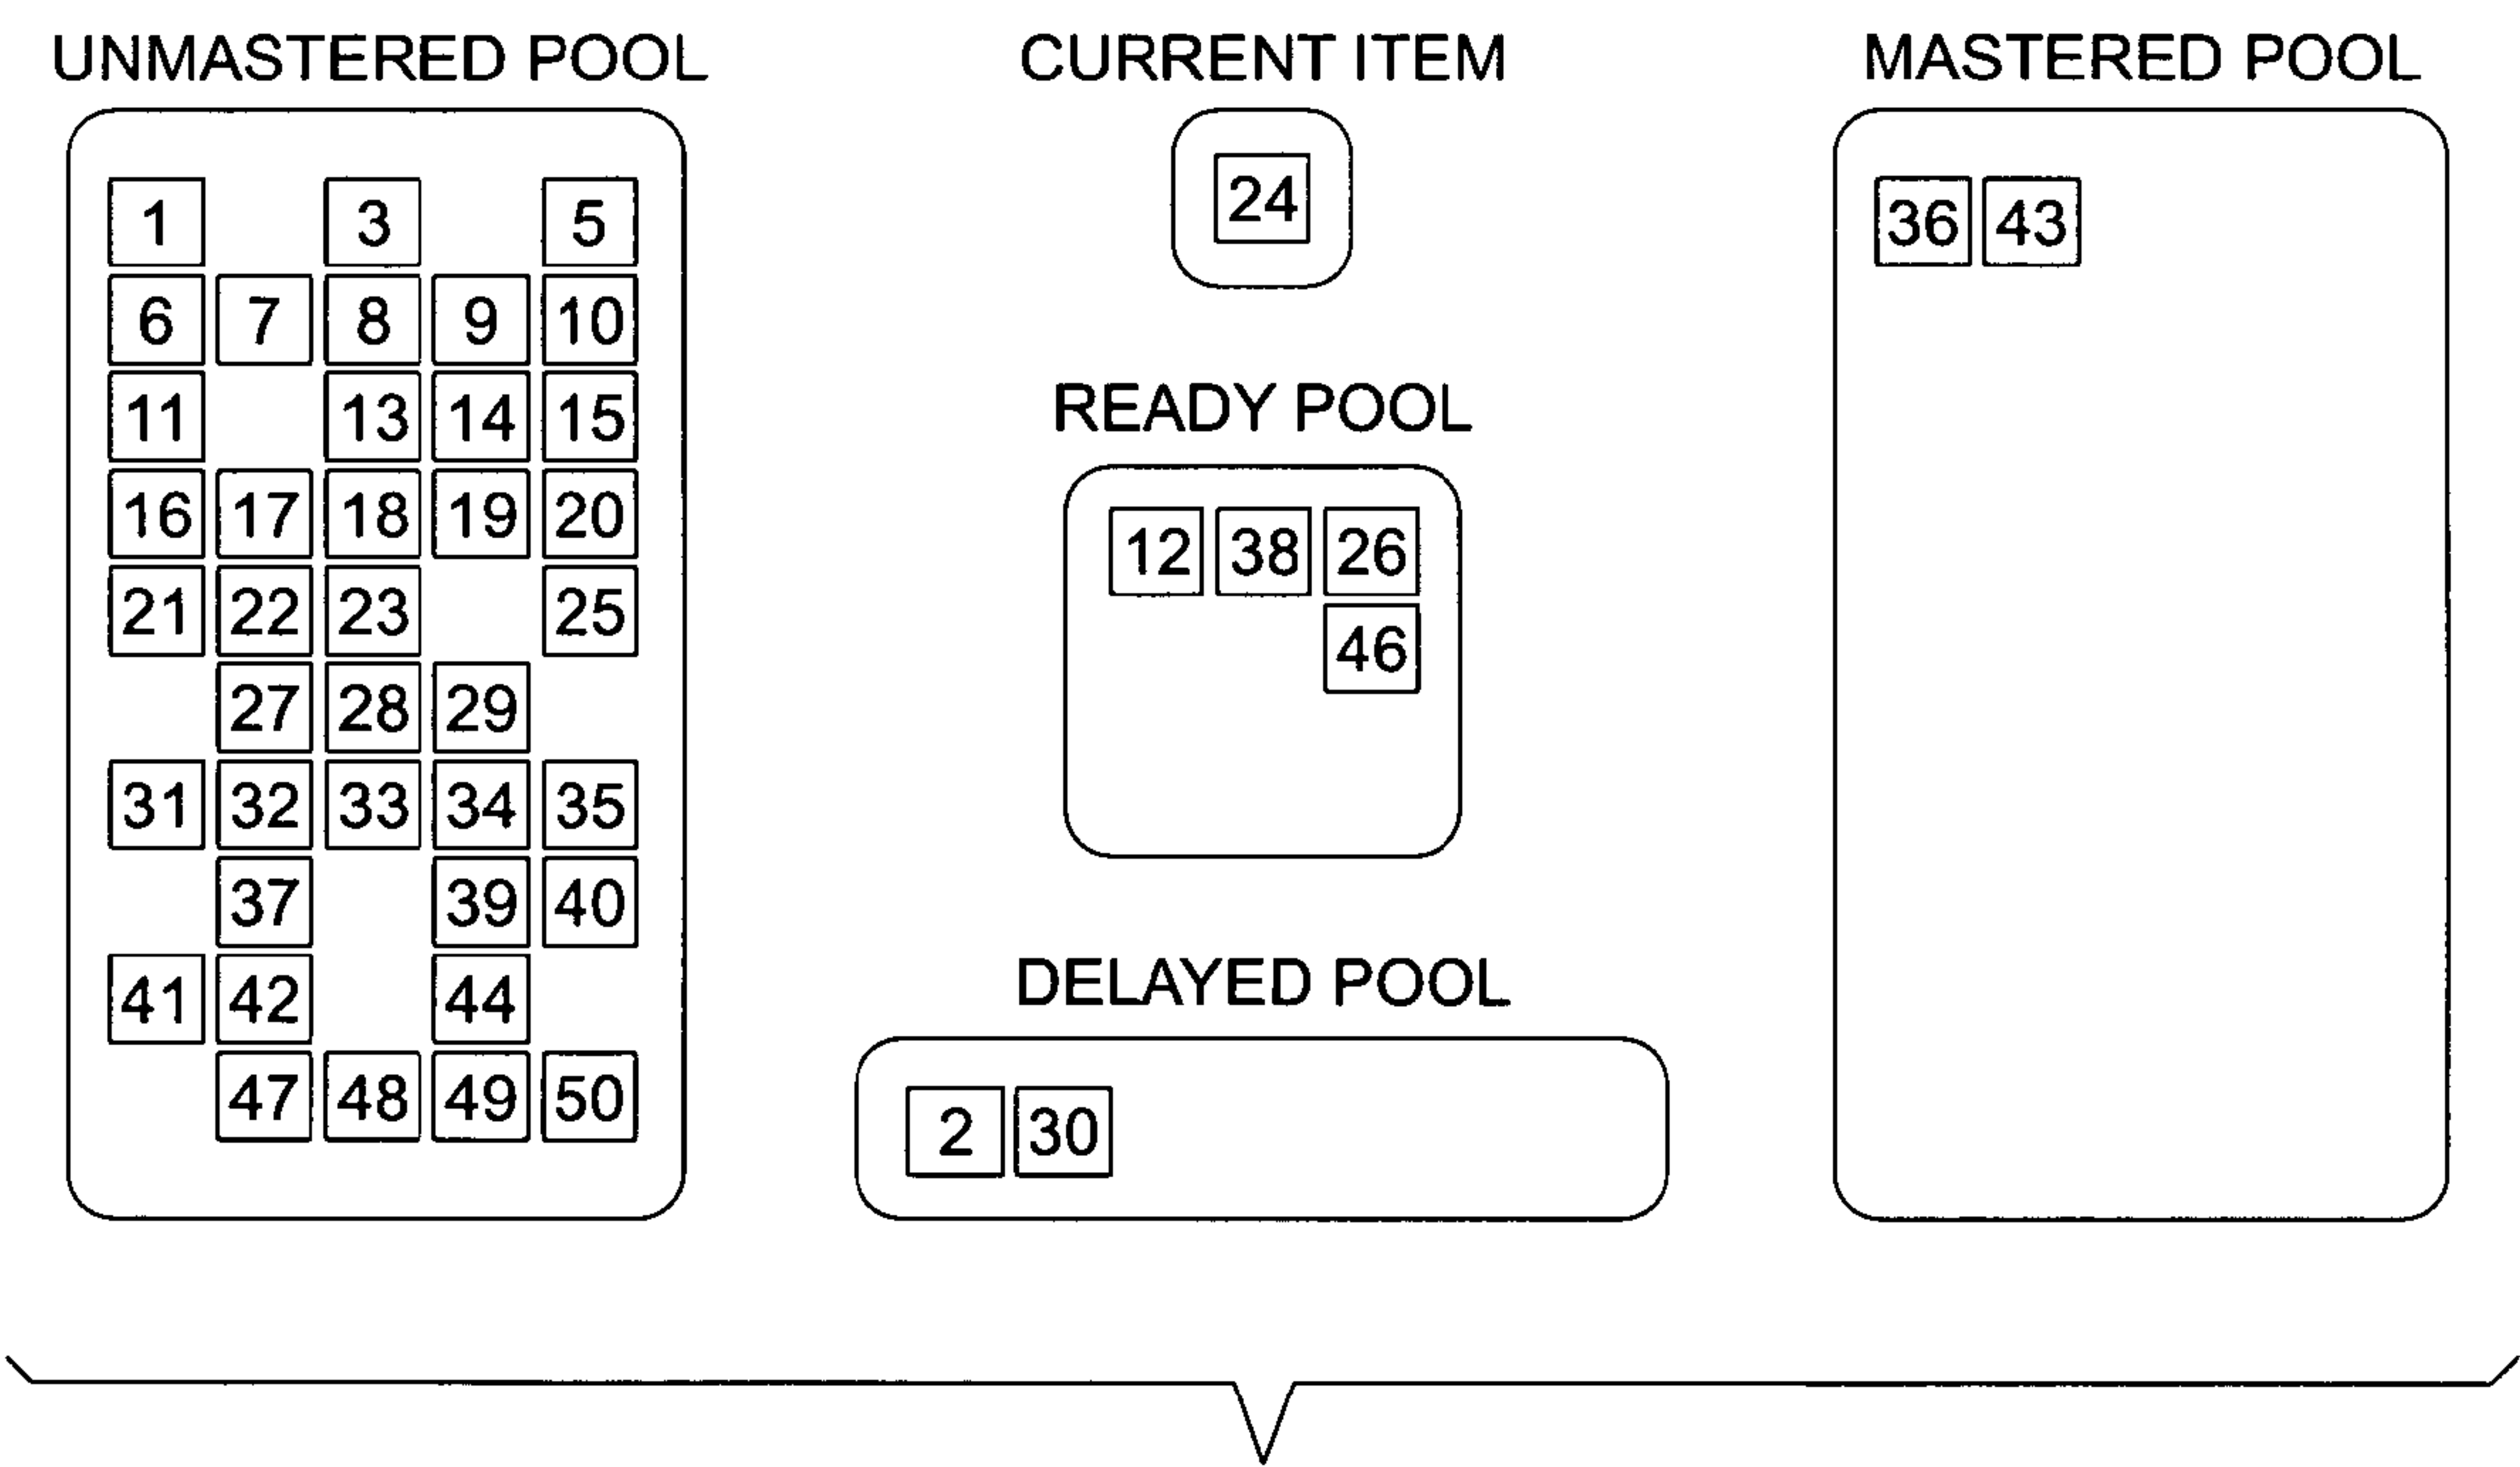 UNMASTERED POOL
1 3 5
6 7 8 9 10
11 13 14 15
16 17 18 19 20
21 22 23 25
27 28 29
31 32 33 34 35
37 39 40
41 42 44
47 48 49 50
CURRENT ITEM
24
READY POOL
12 38 26
46
DELAYED POOL
2 30
MASTERED POOL
36 43